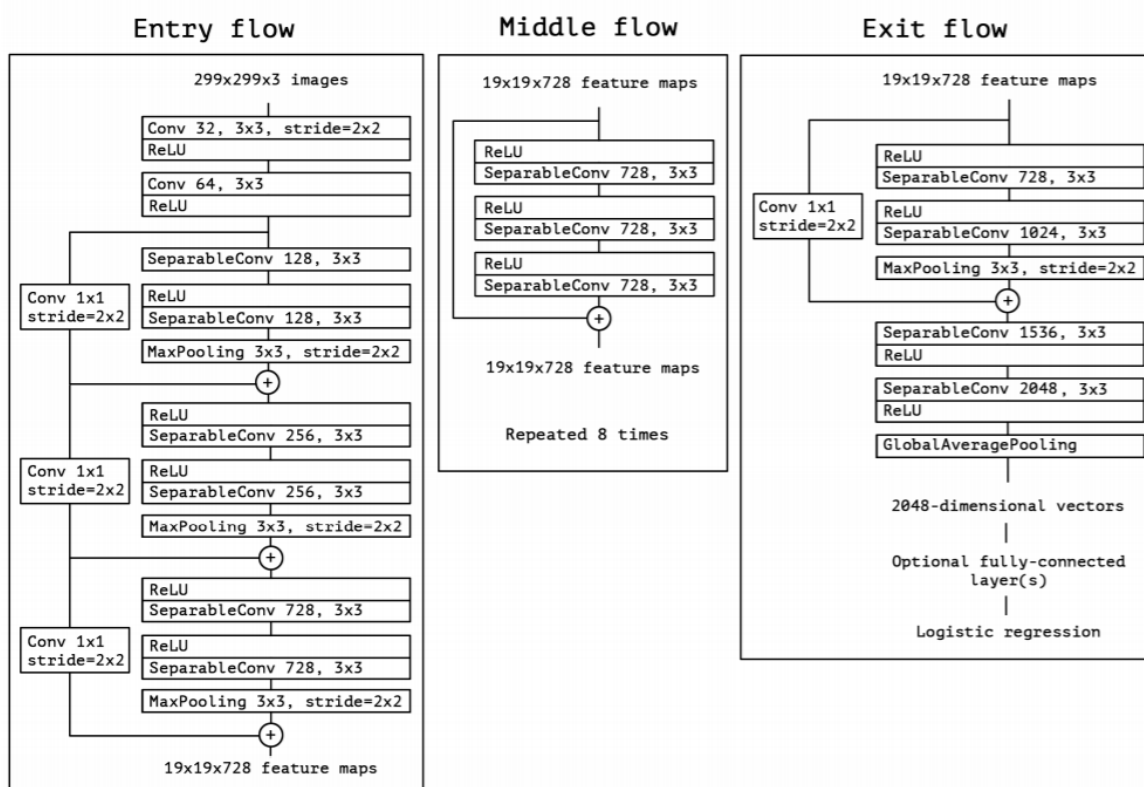 Entry flow
299x299x3 images
Conv 32, 3x3, stride=2x2
ReLU
Conv 64, 3x3
ReLU
SeparableConv 128, 3x3
Conv 1x1
stride=2x2
ReLU
SeparableConv 128, 3x3
MaxPooling 3x3, stride=2x2
+
ReLU
SeparableConv 256, 3x3
Conv 1x1
stride=2x2
ReLU
SeparableConv 256, 3x3
MaxPooling 3x3, stride=2x2
+
ReLU
SeparableConv 728, 3x3
Conv 1x1
stride=2x2
ReLU
SeparableConv 728, 3x3
MaxPooling 3x3, stride=2x2
+
19x19x728 feature maps
Middle flow
19x19x728 feature maps
ReLU
SeparableConv 728, 3x3
ReLU
SeparableConv 728, 3x3
ReLU
SeparableConv 728, 3x3
+
19x19x728 feature maps
Repeated 8 times
Exit flow
19x19x728 feature maps
ReLU
SeparableConv 728, 3x3
Conv 1x1
stride=2x2
ReLU
SeparableConv 1024, 3x3
MaxPooling 3x3, stride=2x2
+
SeparableConv 1536, 3x3
ReLU
SeparableConv 2048, 3x3
ReLU
GlobalAveragePooling
2048-dimensional vectors
Optional fully-connected
layer(s)
Logistic regression